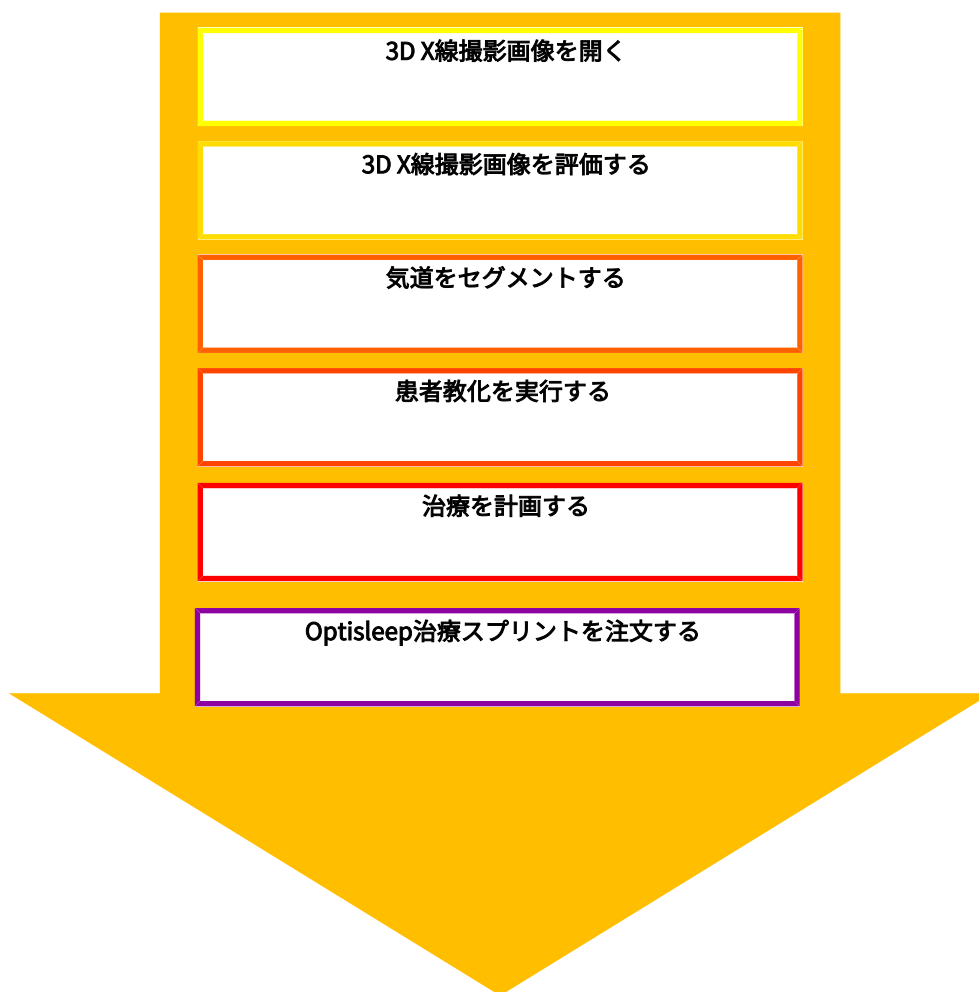 3D X線撮影画像を開く
3D X線撮影画像を評価する
気道をセグメントする
患者教化を実行する
治療を計画する
Optisleep治療スプリントを注文する